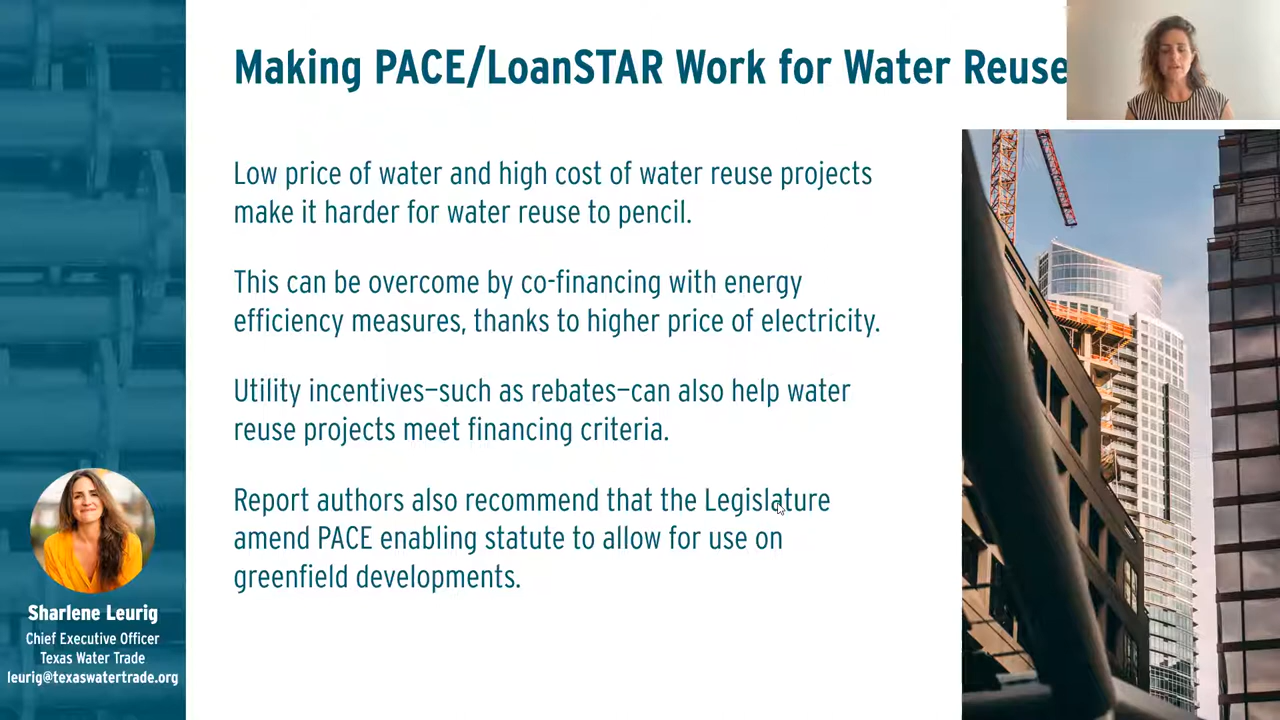 Making PACE/LoanSTAR Work for Water Reuse
Low price of water and high cost of water reuse projects
make it harder for water reuse to pencil.
This can be overcome by co-financing with energy
efficiency measures, thanks to higher price of electricity.
Utility incentives–such as rebates–can also help water
reuse projects meet financing criteria.
Report authors also recommend that the Legislature
amend PACE enabling statute to allow for use on
greenfield developments.
Sharlene Leurig
Chief Executive Officer
Texas Water Trade
leurig@texaswatertrade.org